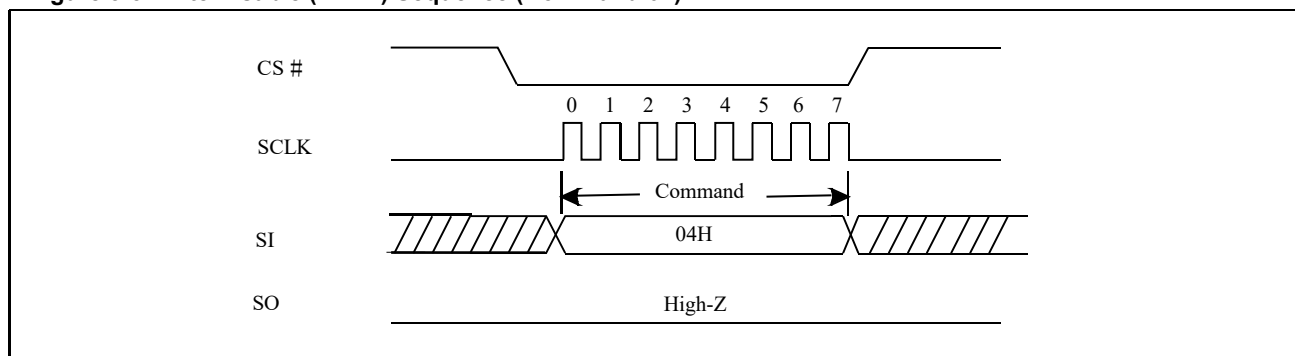 CS #
0 1 2 3 4 5 6 7
SCLK
Command
SI
04H
SO
High-Z